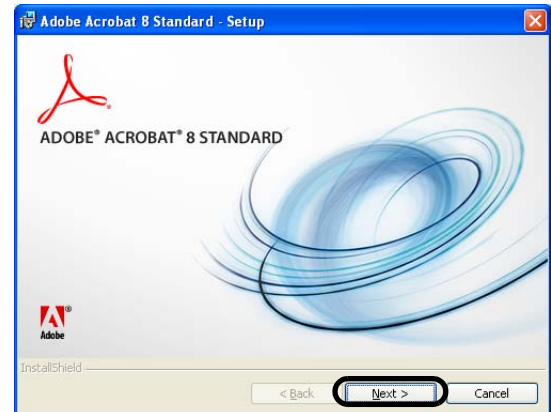 Adobe Acrobat 8 Standard - Setup
ADOBE® ACROBAT® 8 STANDARD
Adobe
InstallShield
< Back Next > Cancel